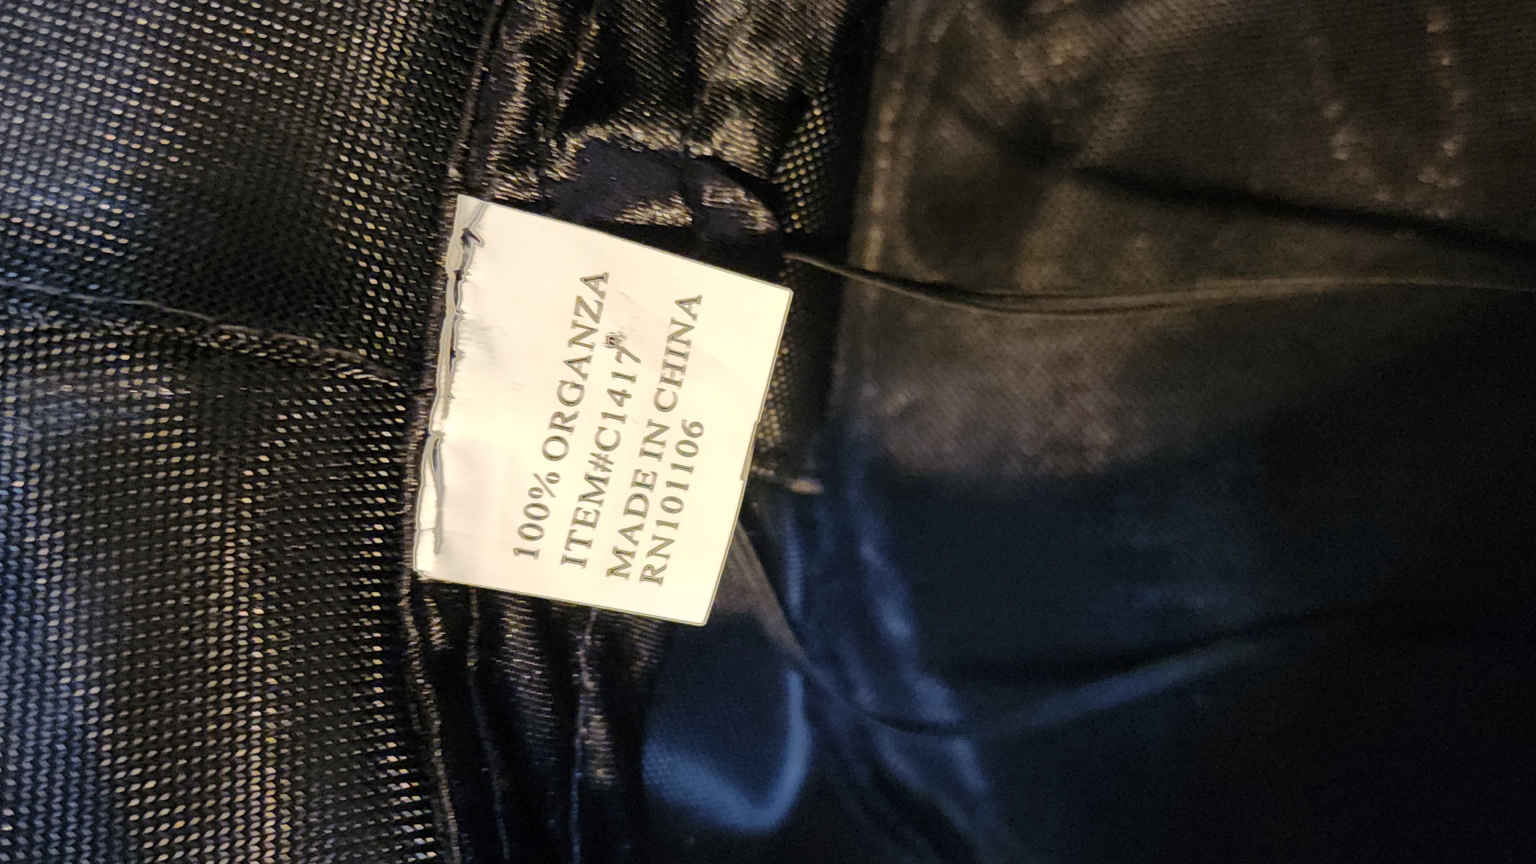 100% ORGANZA
ITEM#C1417
MADE IN CHINA
RN101106